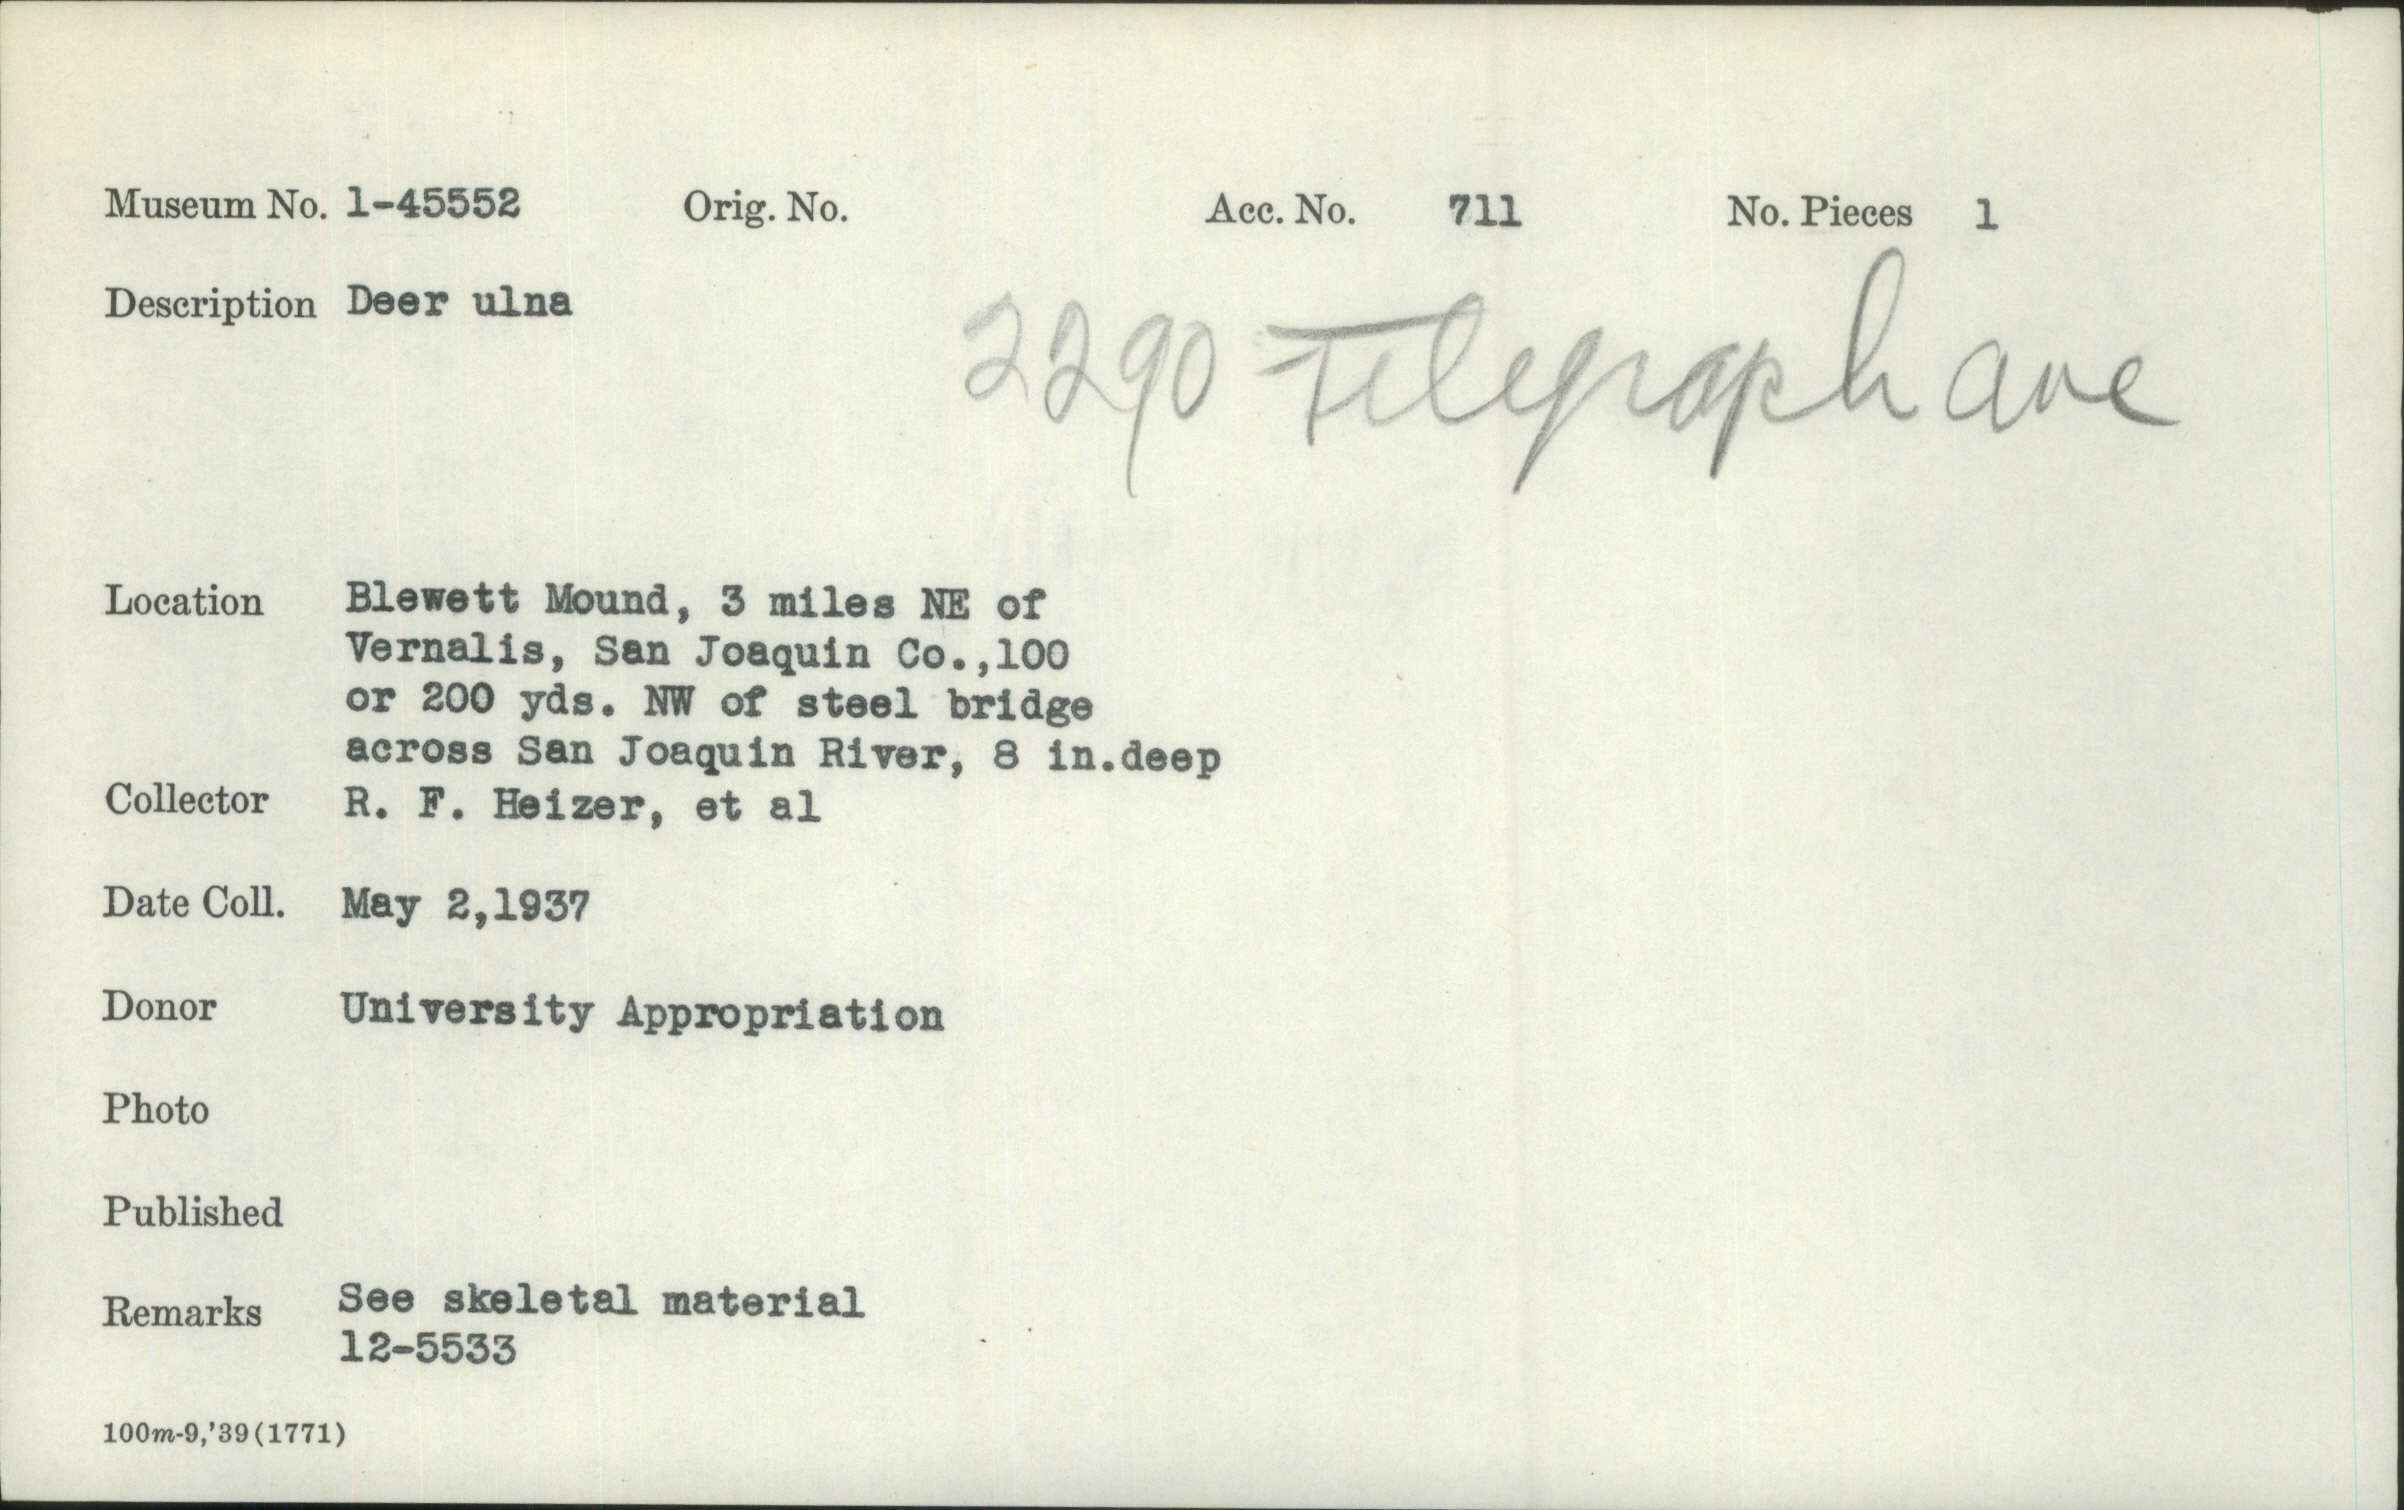 Museum No. 1-45552 Orig. No. Acc. No. 711 No. Pieces 1
Description Deer ulna
2290 Telegraph ave
Location Blewett Mound, 3 miles NE of
Vernalis, San Joaquin Co.,100
or 200 yds. NW of steel bridge
across San Joaquin River, 8 in.deep
Collector R. F. Heizer, et al
Date Coll. May 2,1937
Donor University Appropriation
Photo
Published
Remarks See skeletal material
12-5533
100m-9,'39(1771)